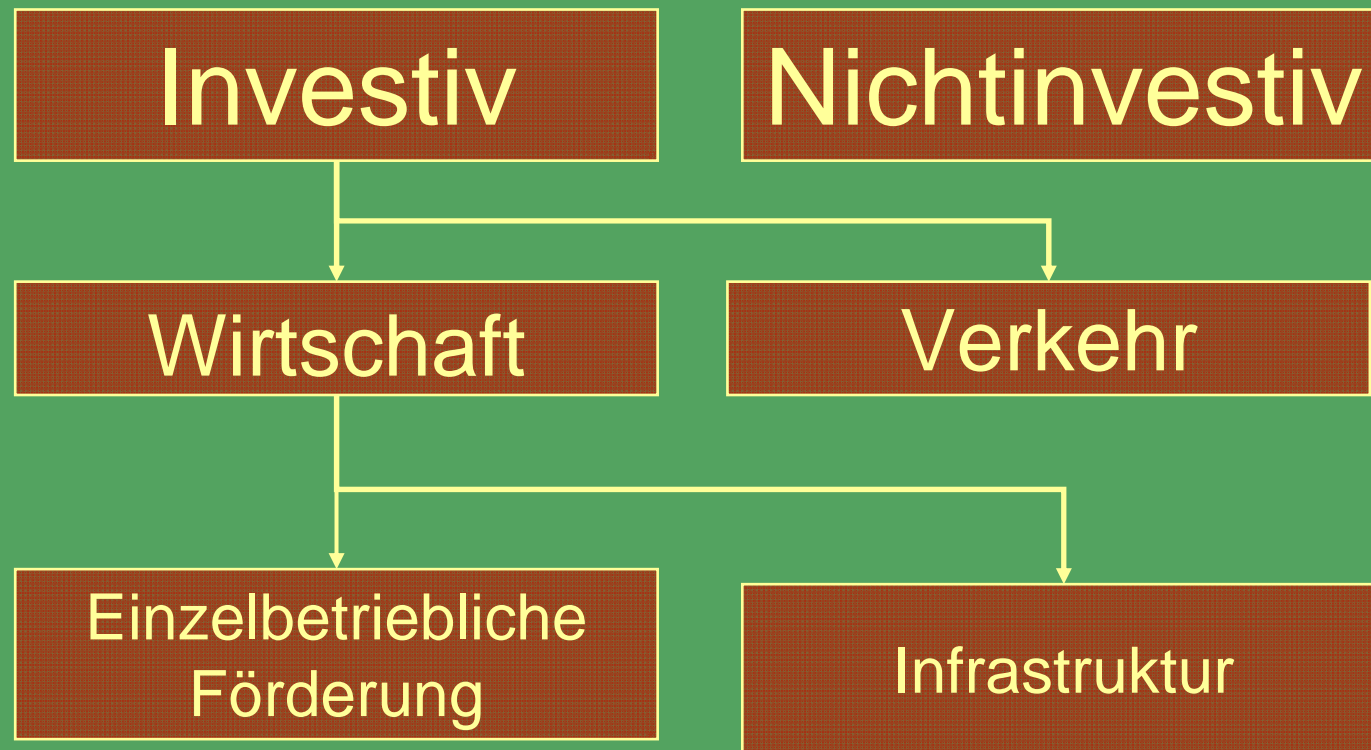 Investiv
Nichtinvestiv
Wirtschaft
Verkehr
Einzelbetriebliche
Förderung
Infrastruktur